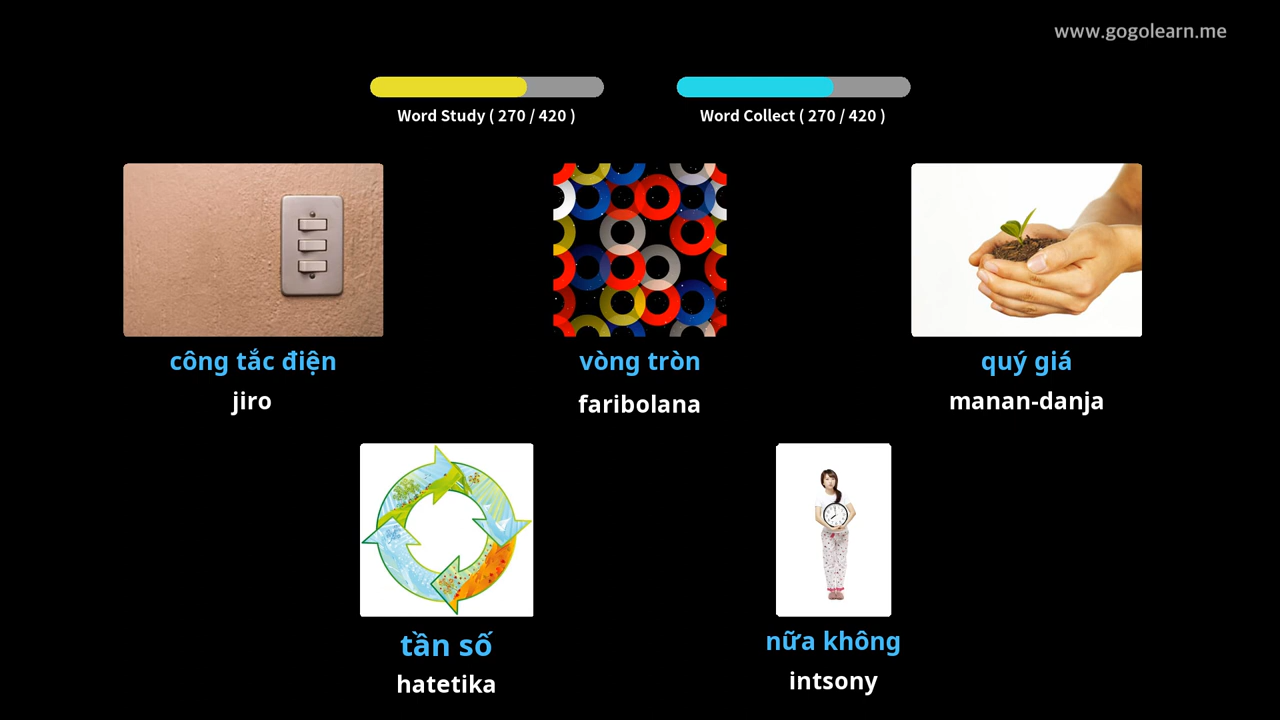 www.gogolearn.me
Word Study ( 270 / 420 )
Word Collect ( 270 / 420 )
công tắc điện
jiro
vòng tròn
faribolana
quý giá
manan-danja
tần số
hatetika
nữa không
intsony